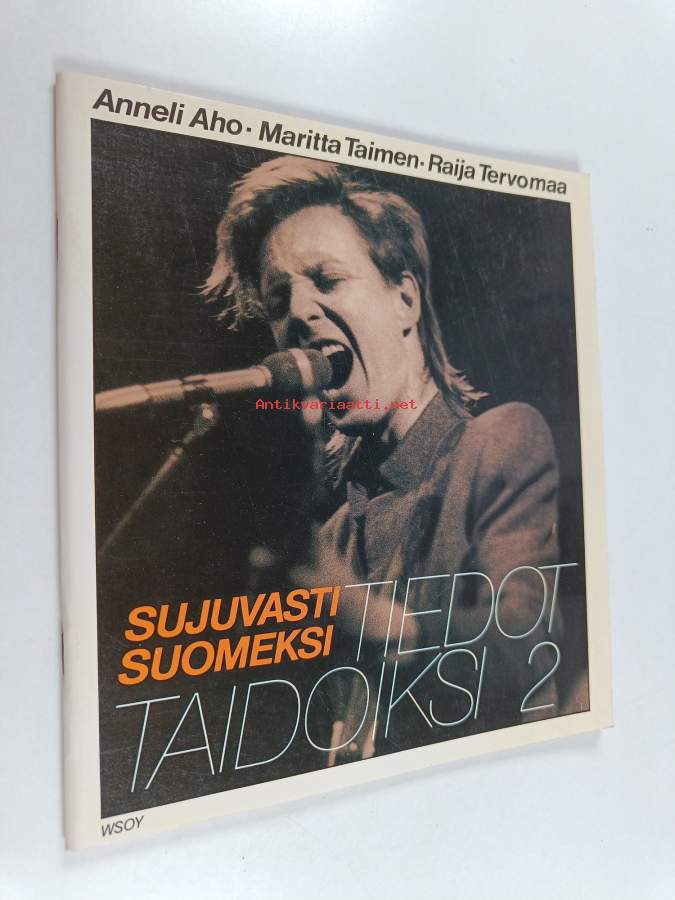 Anneli Aho · Maritta Taimen · Raija Tervomaa
Antikvariaatti.net
SUJUVASTI
SUOMEKSI
TIEDOT
TAIDOIKSI 2
WSOY